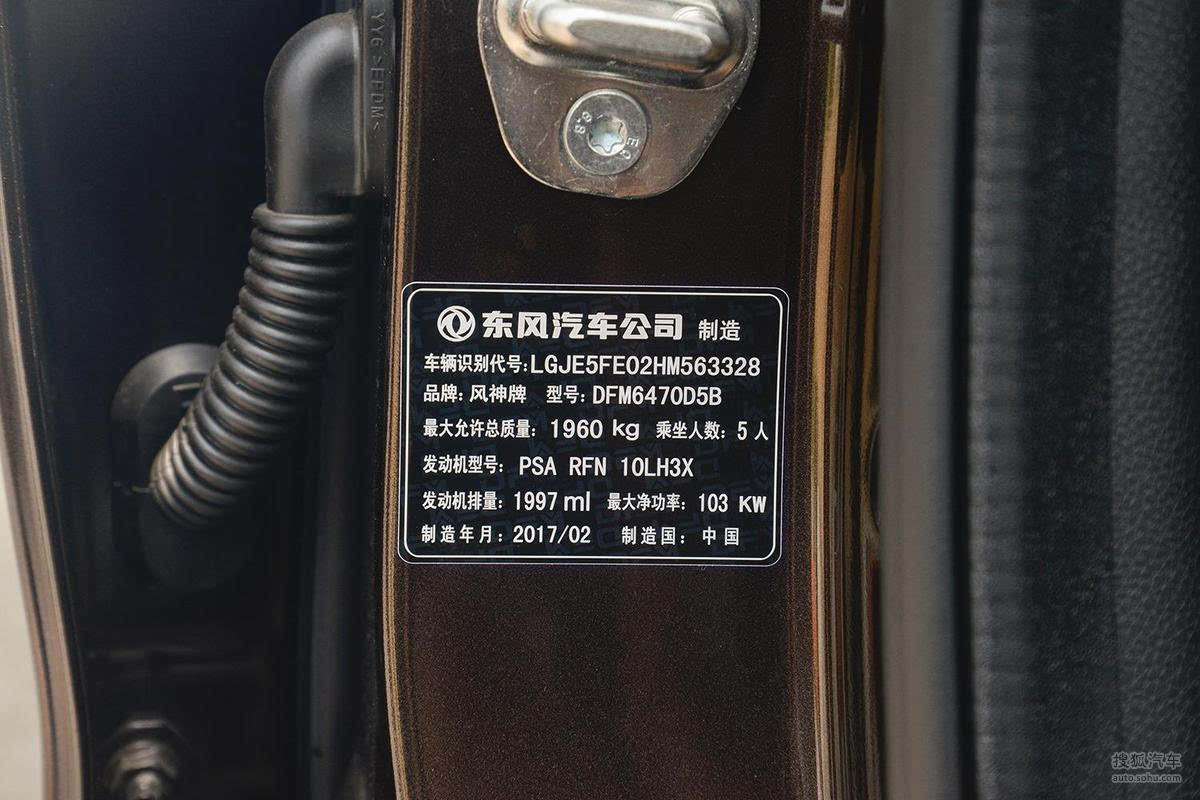 YY6 >EPDM<
8.8
东风汽车公司 制造
车辆识别代号:LGJE5FE02HM563328
品牌:风神牌 型号:DFM6470D5B
最大允许总质量: 1960 kg 乘坐人数: 5 人
发动机型号: PSA RFN 10LH3X
发动机排量: 1997 ml 最大净功率: 103 KW
制造年月: 2017/02 制造国: 中国
搜狐汽车
auto.sohu.com